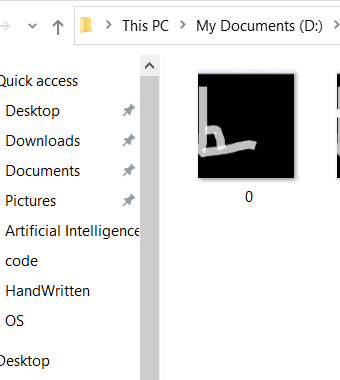 This PC > My Documents (D:) >
Quick access
Desktop
Downloads
Documents
Pictures
Artificial Intelligence
code
HandWritten
OS
Desktop
0